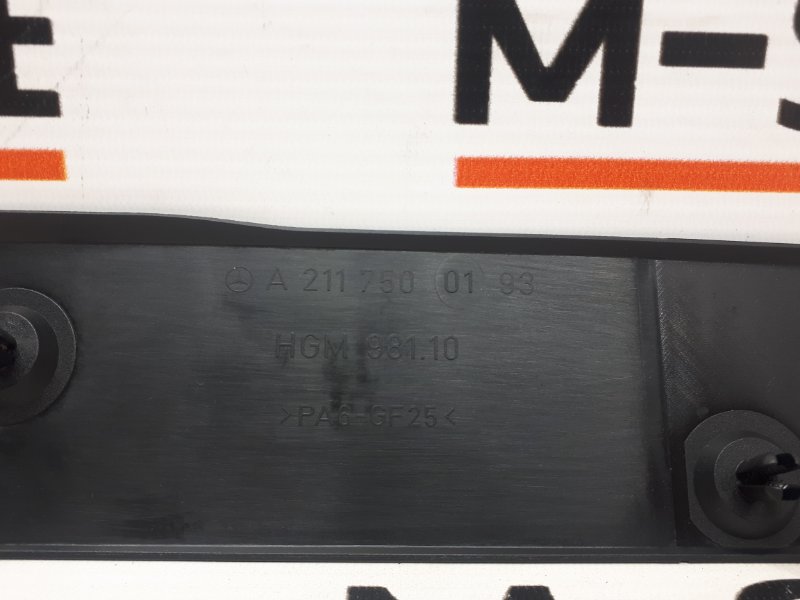 M-S
A 211 750 01 93
HGM 981.10
>PA6-GF25<
M-S